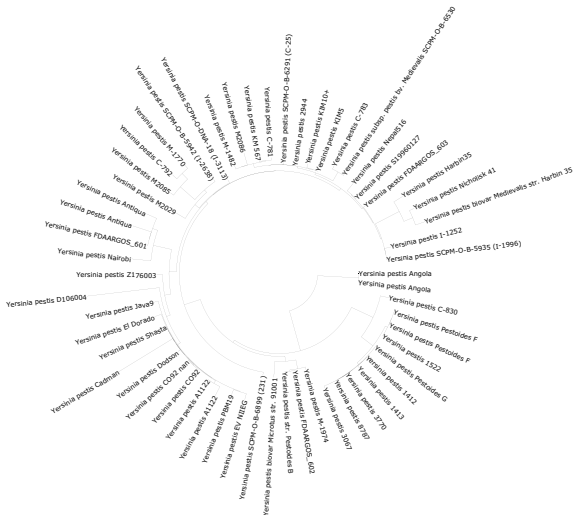 Yersinia pestis SCPM-O-B-6291 (C-25)
Yersinia pestis 2944
Yersinia pestis KIM10+
Yersinia pestis KIM5
Yersinia pestis C-783
Yersinia pestis subsp. pestis bv. Medievalis SCPM-O-B-6530
Yersinia pestis Nepal516
Yersinia pestis S19960127
Yersinia pestis FDAARGOS_603
Yersinia pestis Harbin35
Yersinia pestis Nicholisk 41
Yersinia pestis biovar Medievalis str. Harbin 35
Yersinia pestis I-1252
Yersinia pestis SCPM-O-B-5935 (I-1996)
Yersinia pestis Angola
Yersinia pestis Angola
Yersinia pestis C-830
Yersinia pestis Pestoides F
Yersinia pestis Pestoides F
Yersinia pestis 1522
Yersinia pestis Pestoides G
Yersinia pestis 1412
Yersinia pestis 1413
Yersinia pestis 3770
Yersinia pestis 8787
Yersinia pestis 3067
Yersinia pestis M-1974
Yersinia pestis FDAARGOS_602
Yersinia pestis str. Pestoides B
Yersinia pestis biovar Microtus str. 91001
Yersinia pestis SCPM-O-B-6899 (231)
Yersinia pestis EV NIIEG
Yersinia pestis PBM19
Yersinia pestis A1122
Yersinia pestis A1122
Yersinia pestis CO92
Yersinia pestis CO92 nan
Yersinia pestis Dodson
Yersinia pestis Cadman
Yersinia pestis Shasta
Yersinia pestis El Dorado
Yersinia pestis Java9
Yersinia pestis D106004
Yersinia pestis Z176003
Yersinia pestis Nairobi
Yersinia pestis FDAARGOS_601
Yersinia pestis Antiqua
Yersinia pestis Antiqua
Yersinia pestis M2029
Yersinia pestis M2085
Yersinia pestis C-792
Yersinia pestis M-1770
Yersinia pestis SCPM-O-B-5942 (I-2638)
Yersinia pestis SCPM-O-DNA-18 (I-3113)
Yersinia pestis M-1482
Yersinia pestis M2086
Yersinia pestis KM 567
Yersinia pestis C-781